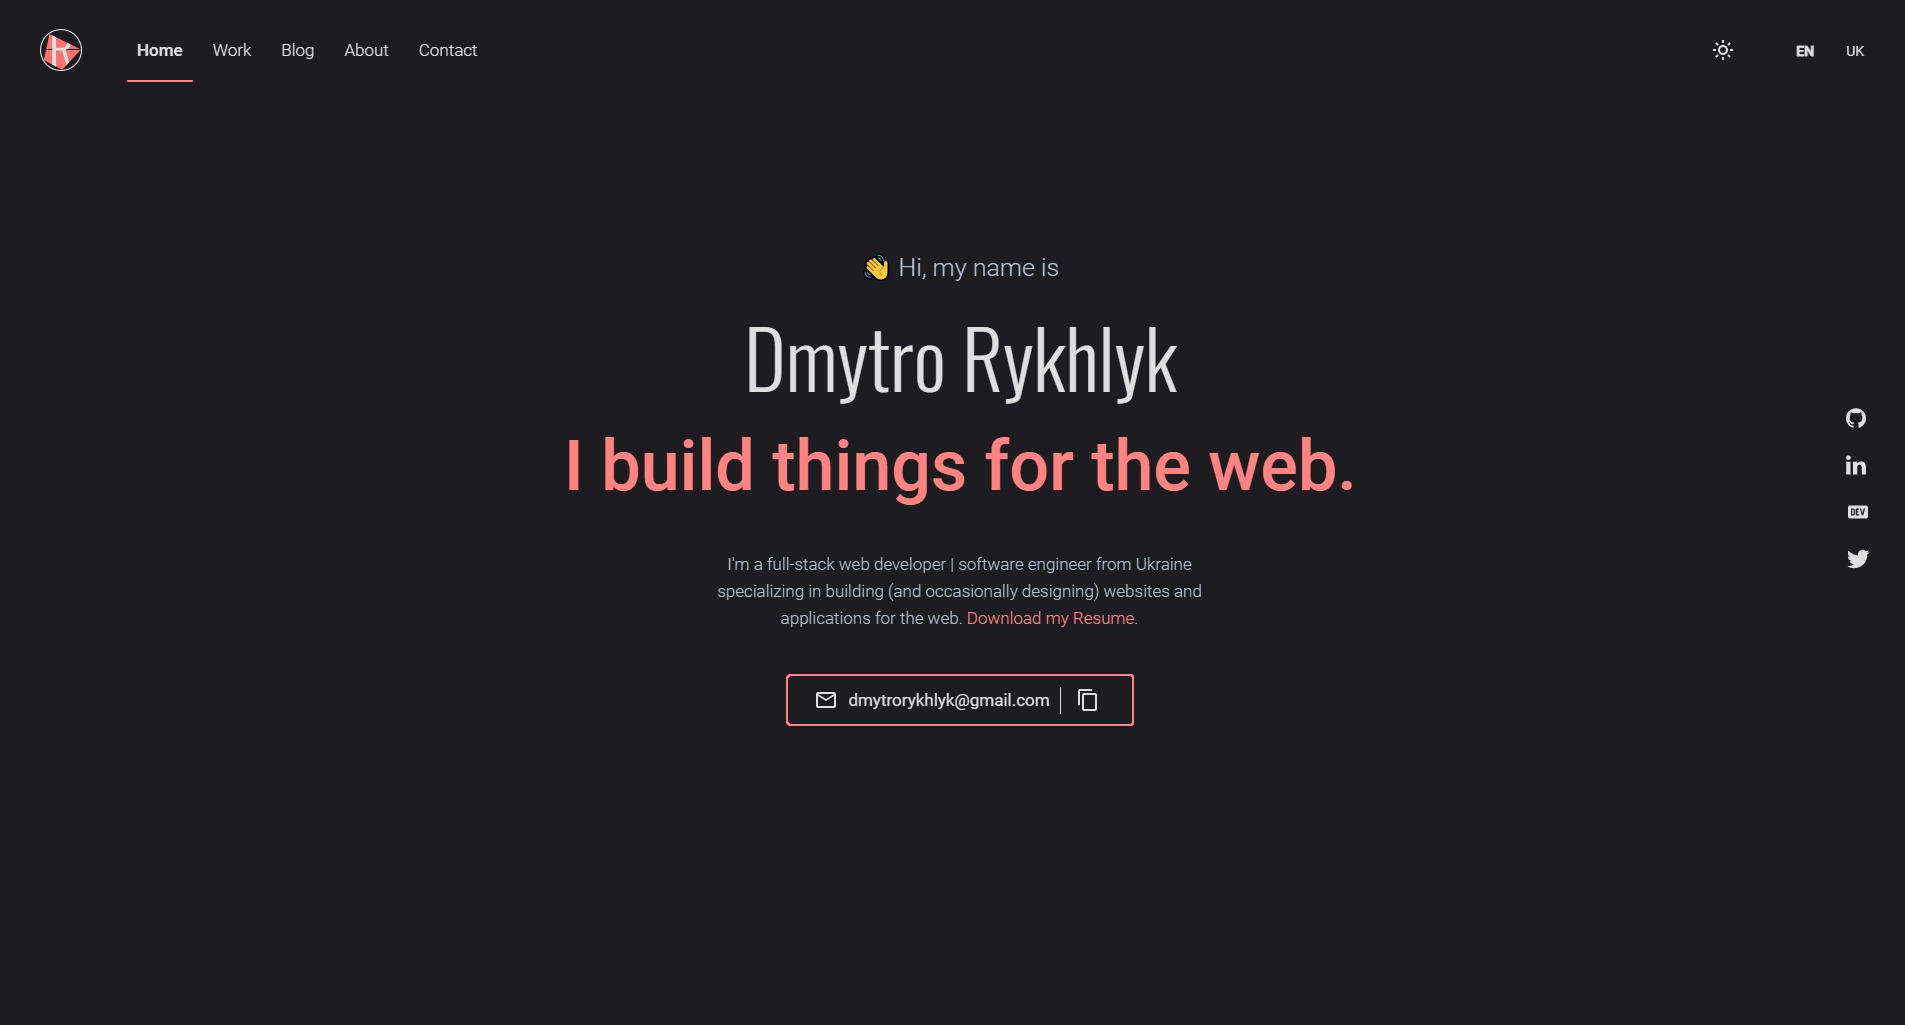 Home Work Blog About Contact EN UK
👋 Hi, my name is
Dmytro Rykhlyk
I build things for the web.
I'm a full-stack web developer | software engineer from Ukraine
specializing in building (and occasionally designing) websites and
applications for the web. Download my Resume.
dmytrorykhlyk@gmail.com
in
DEV